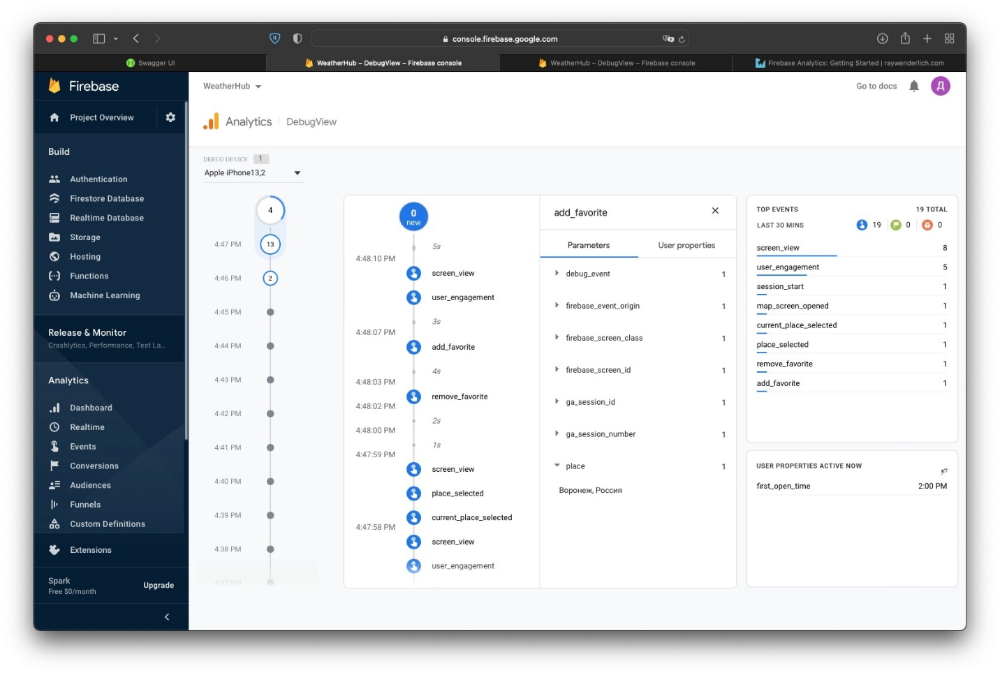 console.firebase.google.com
Swagger UI
WeatherHub – DebugView – Firebase console
WeatherHub – DebugView – Firebase console
Firebase Analytics: Getting Started | raywenderlich.com
Firebase
Project Overview
Build
Authentication
Firestore Database
Realtime Database
Storage
Hosting
Functions
Machine Learning
Release & Monitor
Crashlytics, Performance, Test La...
Analytics
Dashboard
Realtime
Events
Conversions
Audiences
Funnels
Custom Definitions
Extensions
Spark
Free $0/month
Upgrade
WeatherHub
Go to docs
Д
Analytics
DebugView
DEBUG DEVICE 1
Apple iPhone13,2
4
4:47 PM 13
4:46 PM 2
4:45 PM
4:44 PM
4:43 PM
4:42 PM
4:41 PM
4:40 PM
4:39 PM
4:38 PM
4:37 PM
0
new
5s
4:48:10 PM
screen_view
user_engagement
3s
4:48:07 PM
add_favorite
4s
4:48:03 PM
remove_favorite
4:48:02 PM
2s
4:48:00 PM
1s
4:47:59 PM
screen_view
place_selected
current_place_selected
4:47:58 PM
screen_view
user_engagement
add_favorite
Parameters User properties
debug_event 1
firebase_event_origin 1
firebase_screen_class 1
firebase_screen_id 1
ga_session_id 1
ga_session_number 1
place 1
Воронеж, Россия
TOP EVENTS 19 TOTAL
LAST 30 MINS 19 0 0
screen_view 8
user_engagement 5
session_start 1
map_screen_opened 1
current_place_selected 1
place_selected 1
remove_favorite 1
add_favorite 1
USER PROPERTIES ACTIVE NOW
first_open_time 2:00 PM